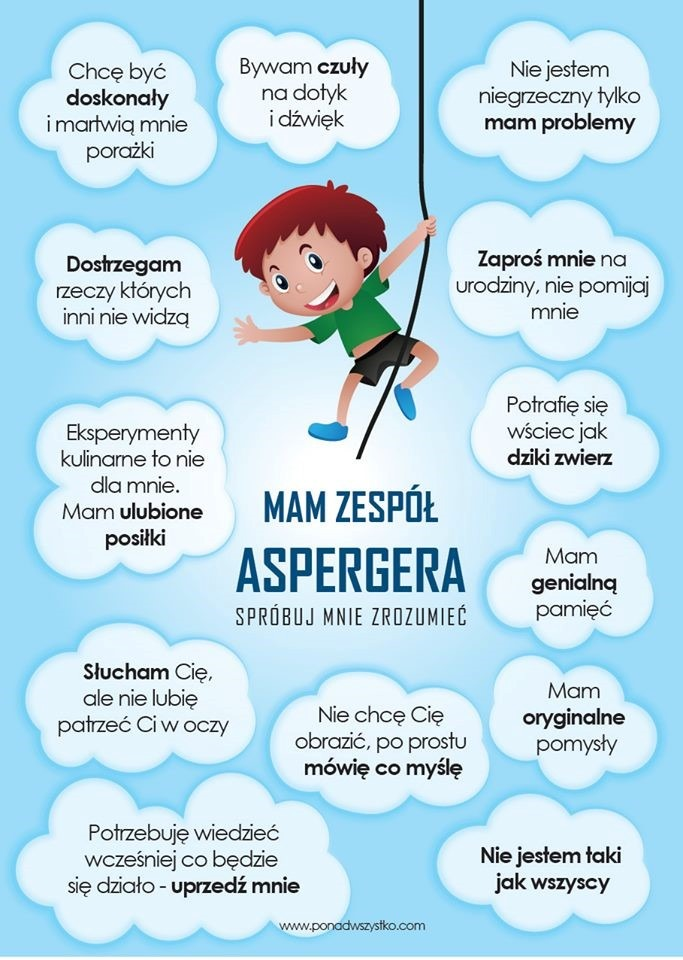 Chcę być
doskonały
i martwią mnie
porażki
Bywam czuły
na dotyk
i dźwięk
Nie jestem
niegrzeczny tylko
mam problemy
Dostrzegam
rzeczy których
inni nie widzą
Zaproś mnie na
urodziny, nie pomijaj
mnie
Eksperymenty
kulinarne to nie
dla mnie.
Mam ulubione
posiłki
Potrafię się
wściec jak
dziki zwierz
MAM ZESPÓŁ
ASPERGERA
SPRÓBUJ MNIE ZROZUMIEĆ
Mam
genialną
pamięć
Słucham Cię,
ale nie lubię
patrzeć Ci w oczy
Nie chcę Cię
obrazić, po prostu
mówię co myślę
Mam
oryginalne
pomysły
Potrzebuję wiedzieć
wcześniej co będzie
się działo - uprzedź mnie
Nie jestem taki
jak wszyscy
www.ponadwszystko.com